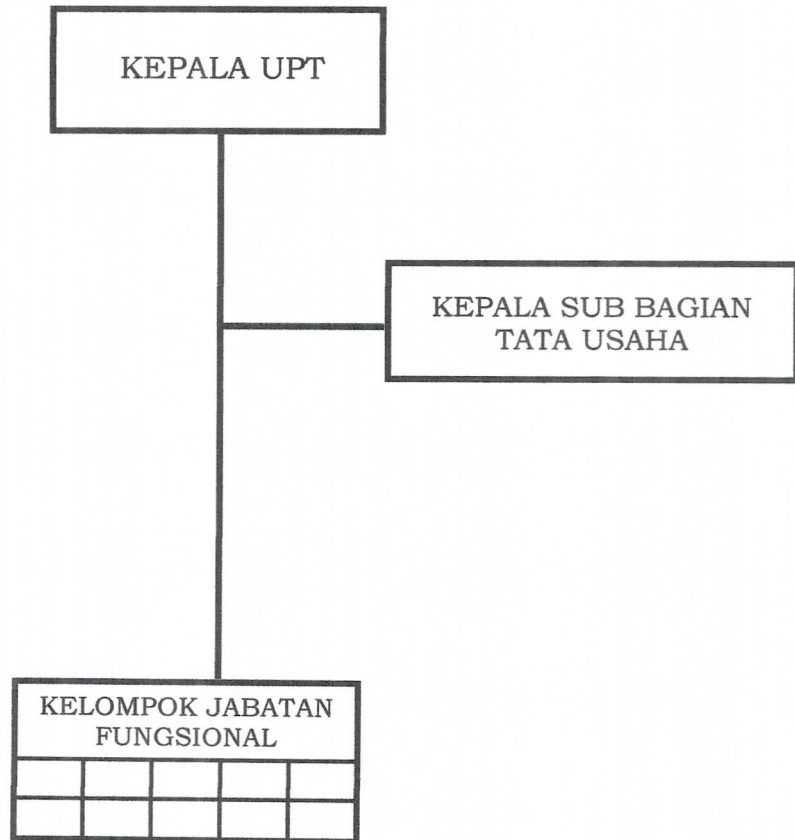 KEPALA UPT
KEPALA SUB BAGIAN
TATA USAHA
KELOMPOK JABATAN
FUNGSIONAL